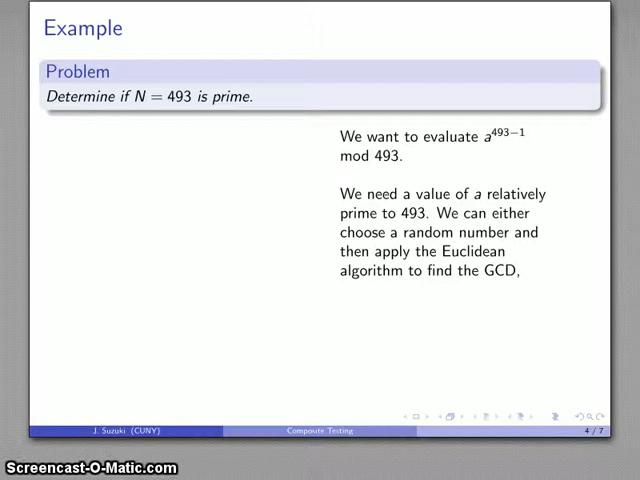 Example
Problem
Determine if N = 493 is prime.
We want to evaluate a^{493−1}
mod 493.
We need a value of a relatively
prime to 493. We can either
choose a random number and
then apply the Euclidean
algorithm to find the GCD,
J. Suzuki (CUNY) Composite Testing 4 / 7
Screencast-O-Matic.com